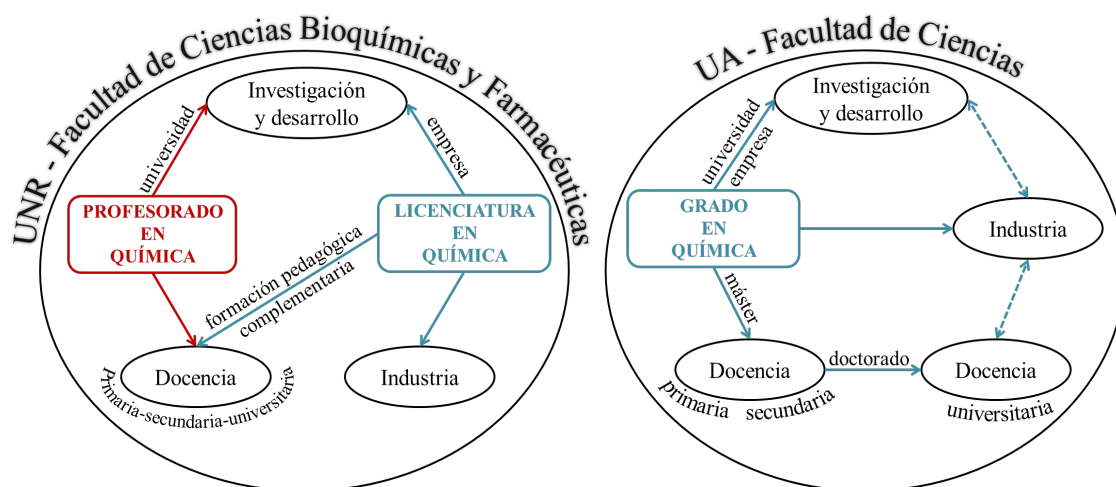 UNR - Facultad de Ciencias Bioquímicas y Farmacéuticas
Investigación
y desarrollo
universidad
empresa
PROFESORADO
EN
QUÍMICA
LICENCIATURA
EN
QUÍMICA
formación pedagógica
complementaria
Docencia
Primaria-secundaria-universitaria
Industria
UA - Facultad de Ciencias
Investigación
y desarrollo
universidad
empresa
GRADO
EN
QUÍMICA
Industria
máster
Docencia
primaria secundaria
doctorado
Docencia
universitaria